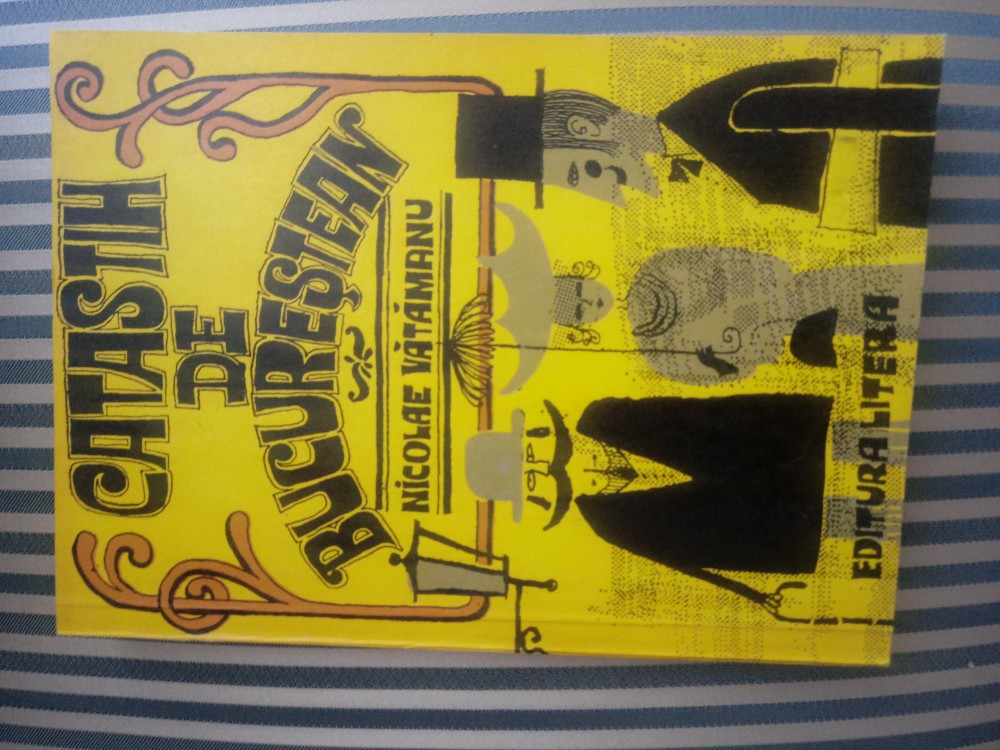 CATASTIH
DE
BUCUREȘTEAN
NICOLAE VĂTĂMANU
EDITURA LITERA